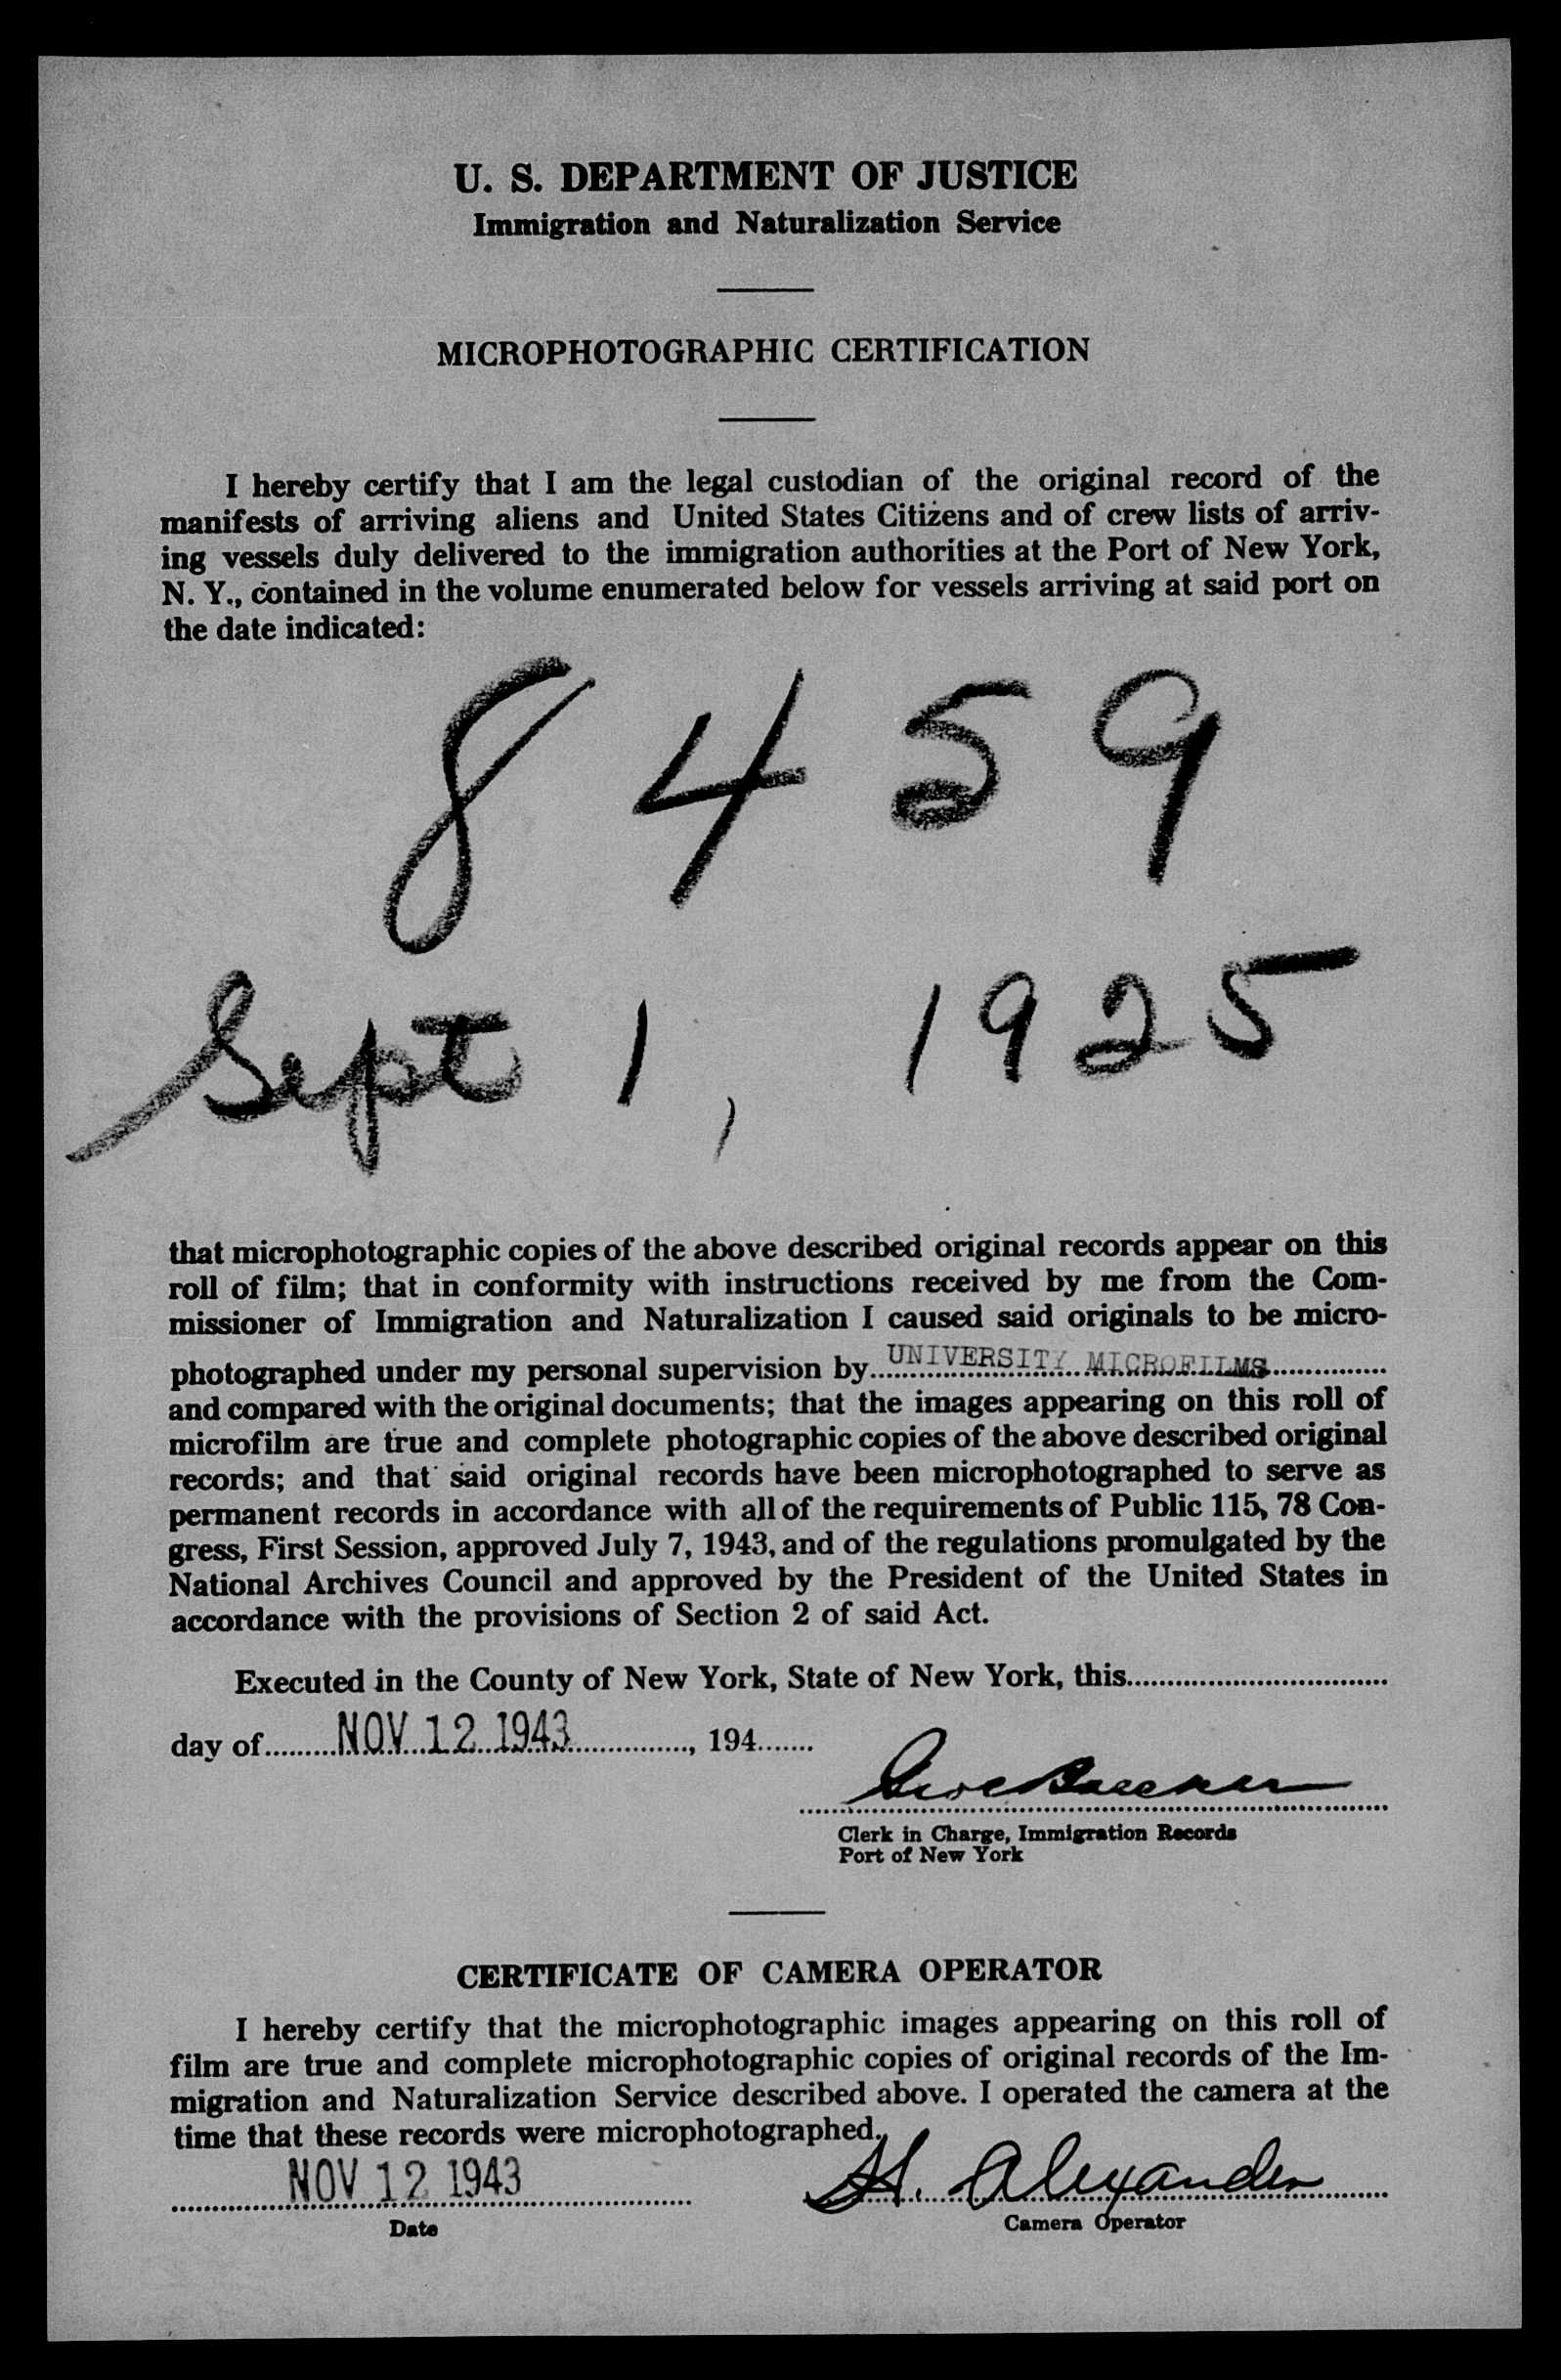 U. S. DEPARTMENT OF JUSTICE
Immigration and Naturalization Service
MICROPHOTOGRAPHIC CERTIFICATION
I hereby certify that I am the legal custodian of the original record of the
manifests of arriving aliens and United States Citizens and of crew lists of arriv-
ing vessels duly delivered to the immigration authorities at the Port of New York,
N. Y., contained in the volume enumerated below for vessels arriving at said port on
the date indicated:
8459
Sept 1, 1925
that microphotographic copies of the above described original records appear on this
roll of film; that in conformity with instructions received by me from the Com-
missioner of Immigration and Naturalization I caused said originals to be micro-
photographed under my personal supervision by UNIVERSITY MICROFILMS
and compared with the original documents; that the images appearing on this roll of
microfilm are true and complete photographic copies of the above described original
records; and that said original records have been microphotographed to serve as
permanent records in accordance with all of the requirements of Public 115, 78 Con-
gress, First Session, approved July 7, 1943, and of the regulations promulgated by the
National Archives Council and approved by the President of the United States in
accordance with the provisions of Section 2 of said Act.
Executed in the County of New York, State of New York, this
day of NOV 12 1943, 194
Clerk in Charge, Immigration Records
Port of New York
CERTIFICATE OF CAMERA OPERATOR
I hereby certify that the microphotographic images appearing on this roll of
film are true and complete microphotographic copies of original records of the Im-
migration and Naturalization Service described above. I operated the camera at the
time that these records were microphotographed.
NOV 12 1943 H. Alexander
Date Camera Operator